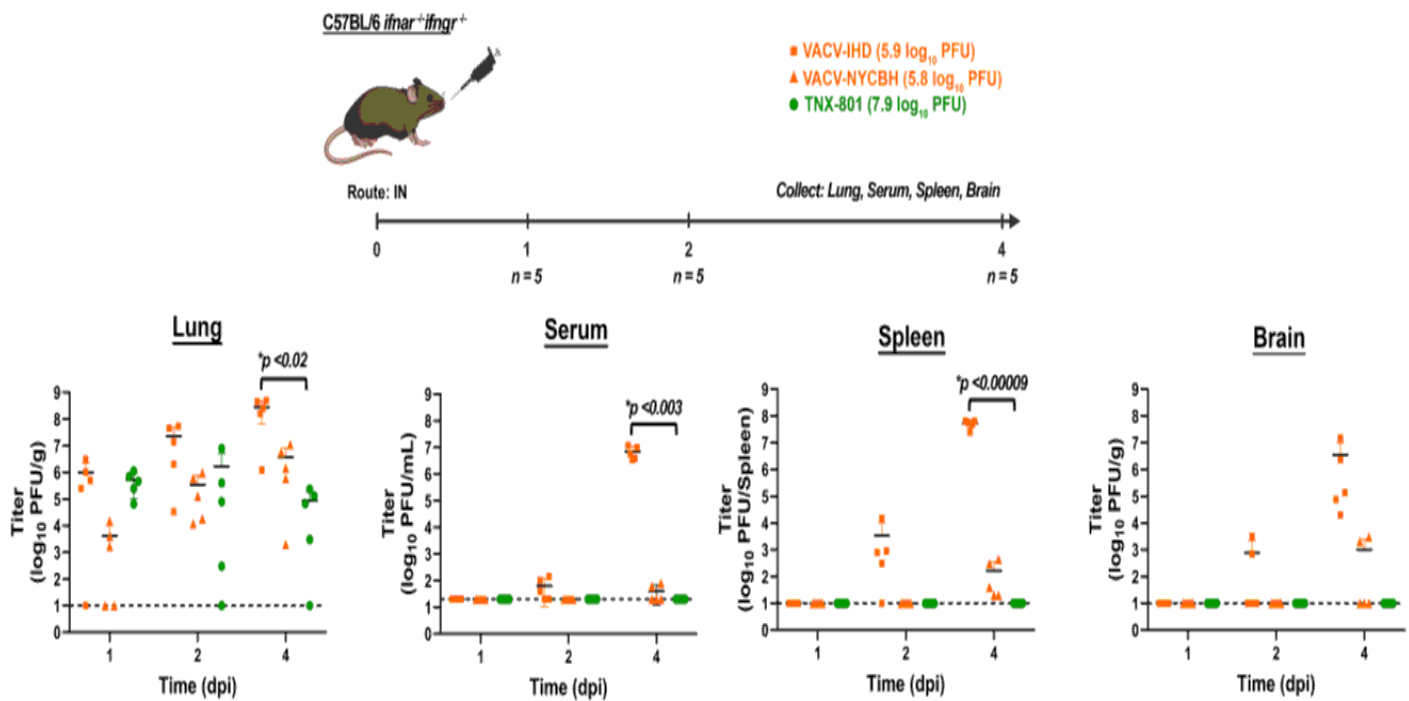 C57BL/6 ifnar⁻/⁻ifngr⁻/⁻
VACV-IHD (5.9 log₁₀ PFU)
VACV-NYCBH (5.8 log₁₀ PFU)
TNX-801 (7.9 log₁₀ PFU)
Route: IN
Collect: Lung, Serum, Spleen, Brain
0 1 2 4
n = 5 n = 5 n = 5
Lung
*p <0.02
Titer
(log₁₀ PFU/g)
9
8
7
6
5
4
3
2
1
0
1 2 4
Time (dpi)
Serum
*p <0.003
Titer
(log₁₀ PFU/mL)
9
8
7
6
5
4
3
2
1
0
1 2 4
Time (dpi)
Spleen
*p <0.00009
Titer
(log₁₀ PFU/Spleen)
9
8
7
6
5
4
3
2
1
0
1 2 4
Time (dpi)
Brain
Titer
(log₁₀ PFU/g)
9
8
7
6
5
4
3
2
1
0
1 2 4
Time (dpi)